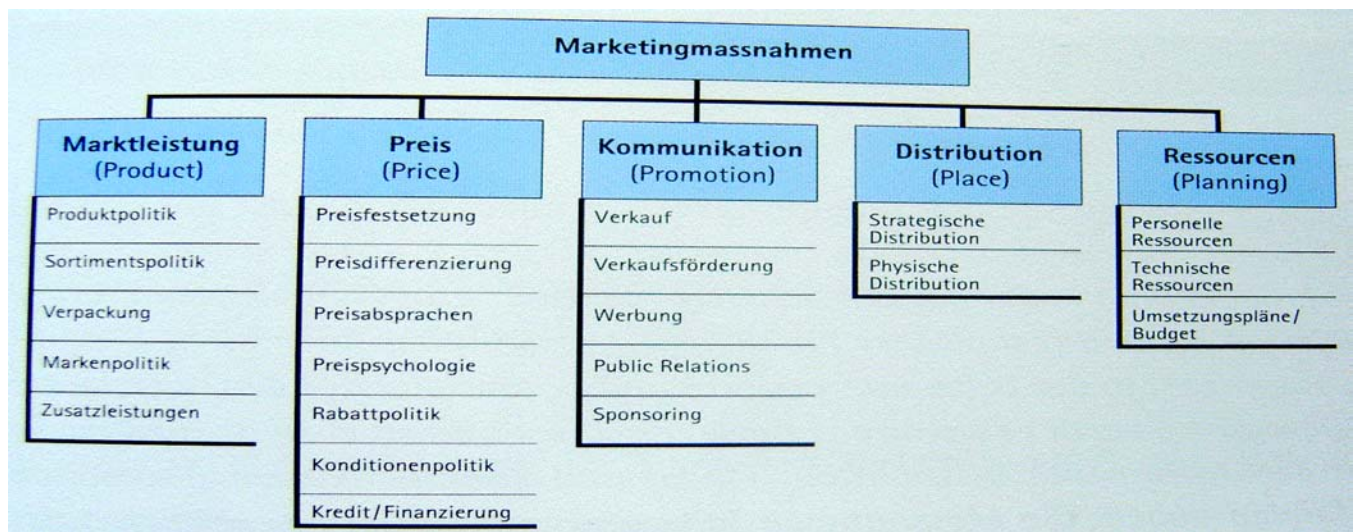 Marketingmassnahmen
Marktleistung
(Product)
Produktpolitik
Sortimentspolitik
Verpackung
Markenpolitik
Zusatzleistungen
Preis
(Price)
Preisfestsetzung
Preisdifferenzierung
Preisabsprachen
Preispsychologie
Rabattpolitik
Konditionenpolitik
Kredit/Finanzierung
Kommunikation
(Promotion)
Verkauf
Verkaufsförderung
Werbung
Public Relations
Sponsoring
Distribution
(Place)
Strategische
Distribution
Physische
Distribution
Ressourcen
(Planning)
Personelle
Ressourcen
Technische
Ressourcen
Umsetzungspläne/
Budget